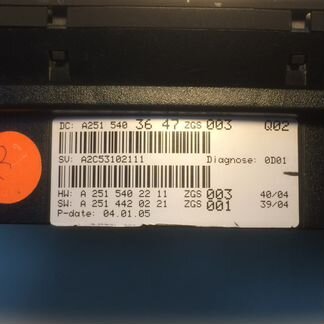 DC: A251 540 36 47 ZGS 003 Q02
SV: A2C53102111 Diagnose: 0D01
HW: A 251 540 22 11 ZGS 003 40/04
SW: A 251 442 02 21 ZGS 001 39/04
P-date: 04.01.05